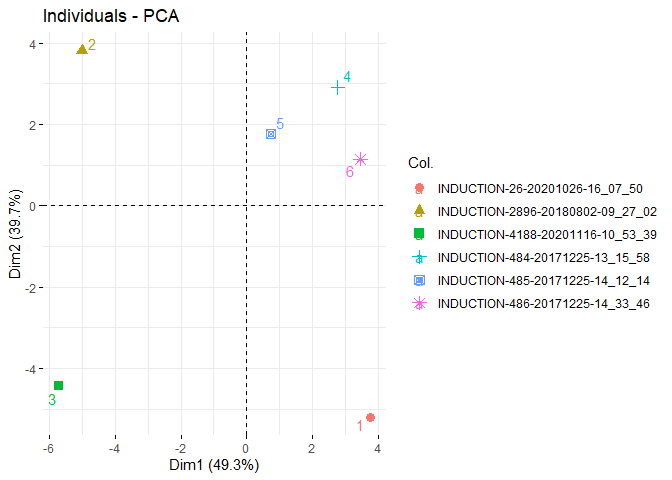 Individuals - PCA
4
2
0
-2
-4
Dim2 (39.7%)
2
4
5
6
3
1
-6
-4
-2
0
2
4
Dim1 (49.3%)
Col.
INDUCTION-26-20201026-16_07_50
INDUCTION-2896-20180802-09_27_02
INDUCTION-4188-20201116-10_53_39
INDUCTION-484-20171225-13_15_58
INDUCTION-485-20171225-14_12_14
INDUCTION-486-20171225-14_33_46